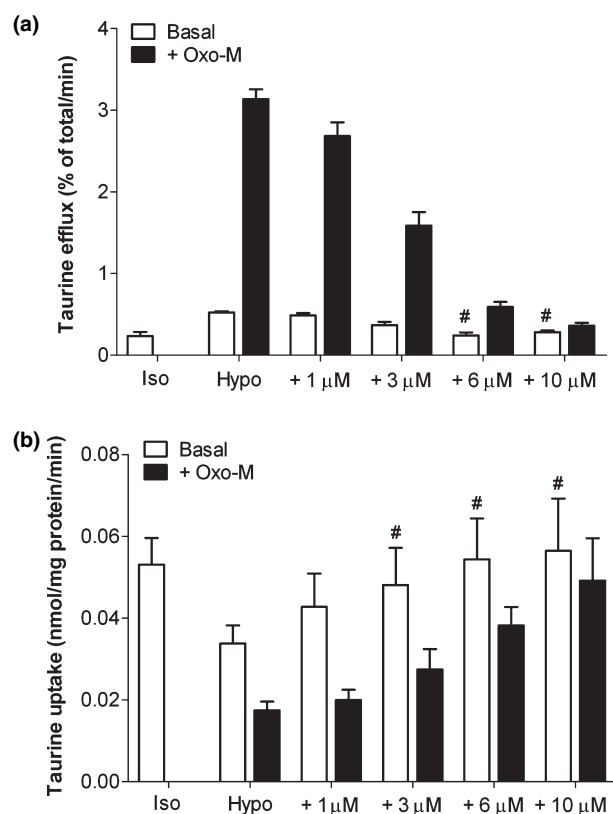 (a)
Basal
+ Oxo-M
Taurine efflux (% of total/min)
4
3
2
1
0
# #
Iso Hypo + 1 μM + 3 μM + 6 μM + 10 μM
(b)
Basal
+ Oxo-M
Taurine uptake (nmol/mg protein/min)
0.08
0.06
0.04
0.02
0.00
# # #
Iso Hypo + 1 μM + 3 μM + 6 μM + 10 μM